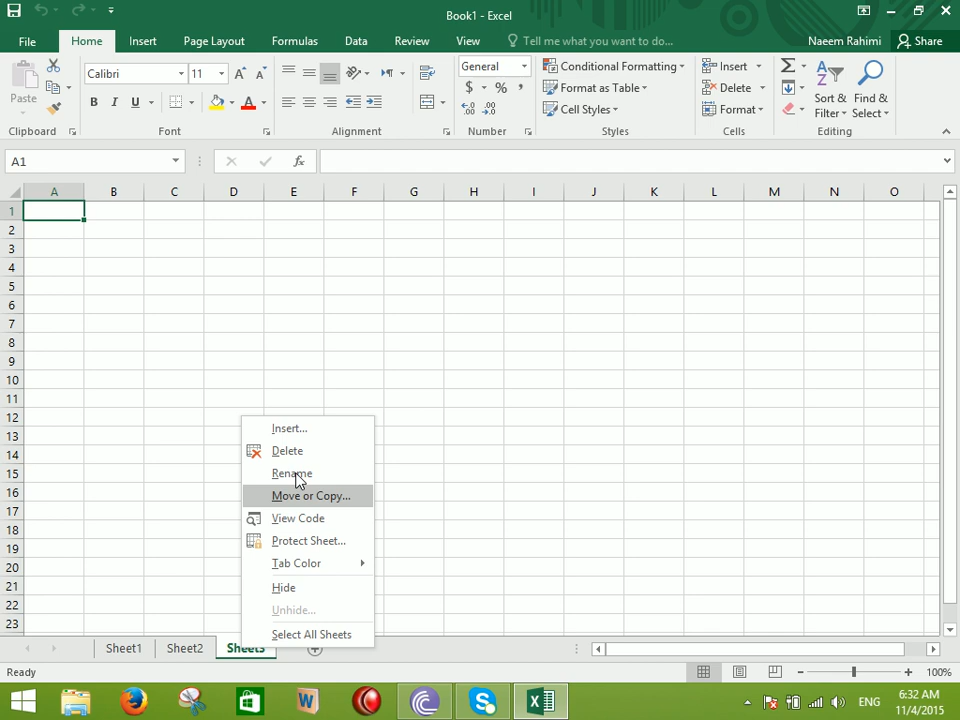 Book1 - Excel
File Home Insert Page Layout Formulas Data Review View Tell me what you want to do... Naeem Rahimi Share
Calibri 11 General Conditional Formatting Insert
Paste B I U $ % , Format as Table Delete Sort & Find &
Cell Styles Format Filter Select
Clipboard Font Alignment Number Styles Cells Editing
A1 fx
A B C D E F G H I J K L M N O
1
2
3
4
5
6
7
8
9
10
11
12
13
14
15
16
17
18
19
20
21
22
23
Insert...
Delete
Rename
Move or Copy...
View Code
Protect Sheet...
Tab Color
Hide
Unhide...
Select All Sheets
Sheet1 Sheet2 Sheet3
Ready 100%
ENG 6:32 AM
11/4/2015